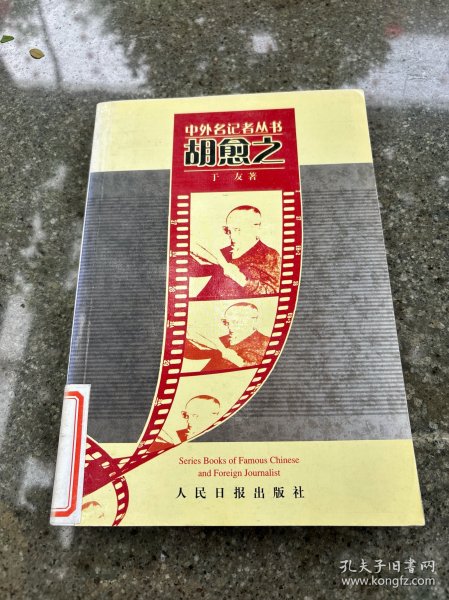 中外名记者丛书
胡愈之
于 友 著
Series Books of Famous Chinese
and Foreign Journalist
人民日报出版社
孔夫子旧书网
www.kongfz.com